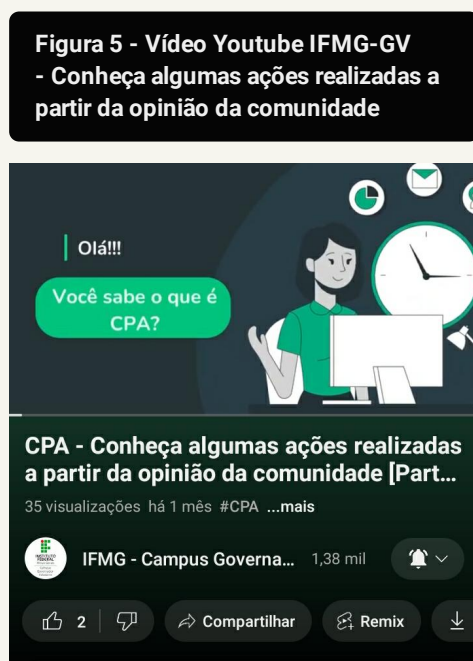 Figura 5 - Vídeo Youtube IFMG-GV
- Conheça algumas ações realizadas a
partir da opinião da comunidade
Olá!!!
Você sabe o que é
CPA?
CPA - Conheça algumas ações realizadas
a partir da opinião da comunidade [Part...
35 visualizações há 1 mês #CPA ...mais
IFMG - Campus Governa... 1,38 mil
2 Compartilhar Remix